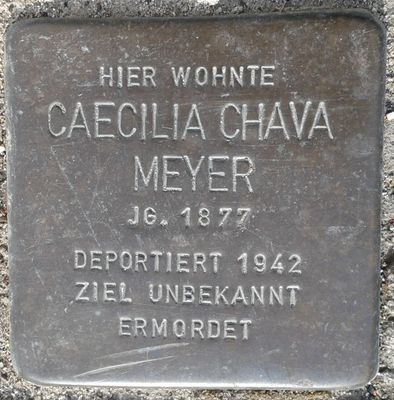 HIER WOHNTE
CAECILIA CHAVA
MEYER
JG. 1877
DEPORTIERT 1942
ZIEL UNBEKANNT
ERMORDET